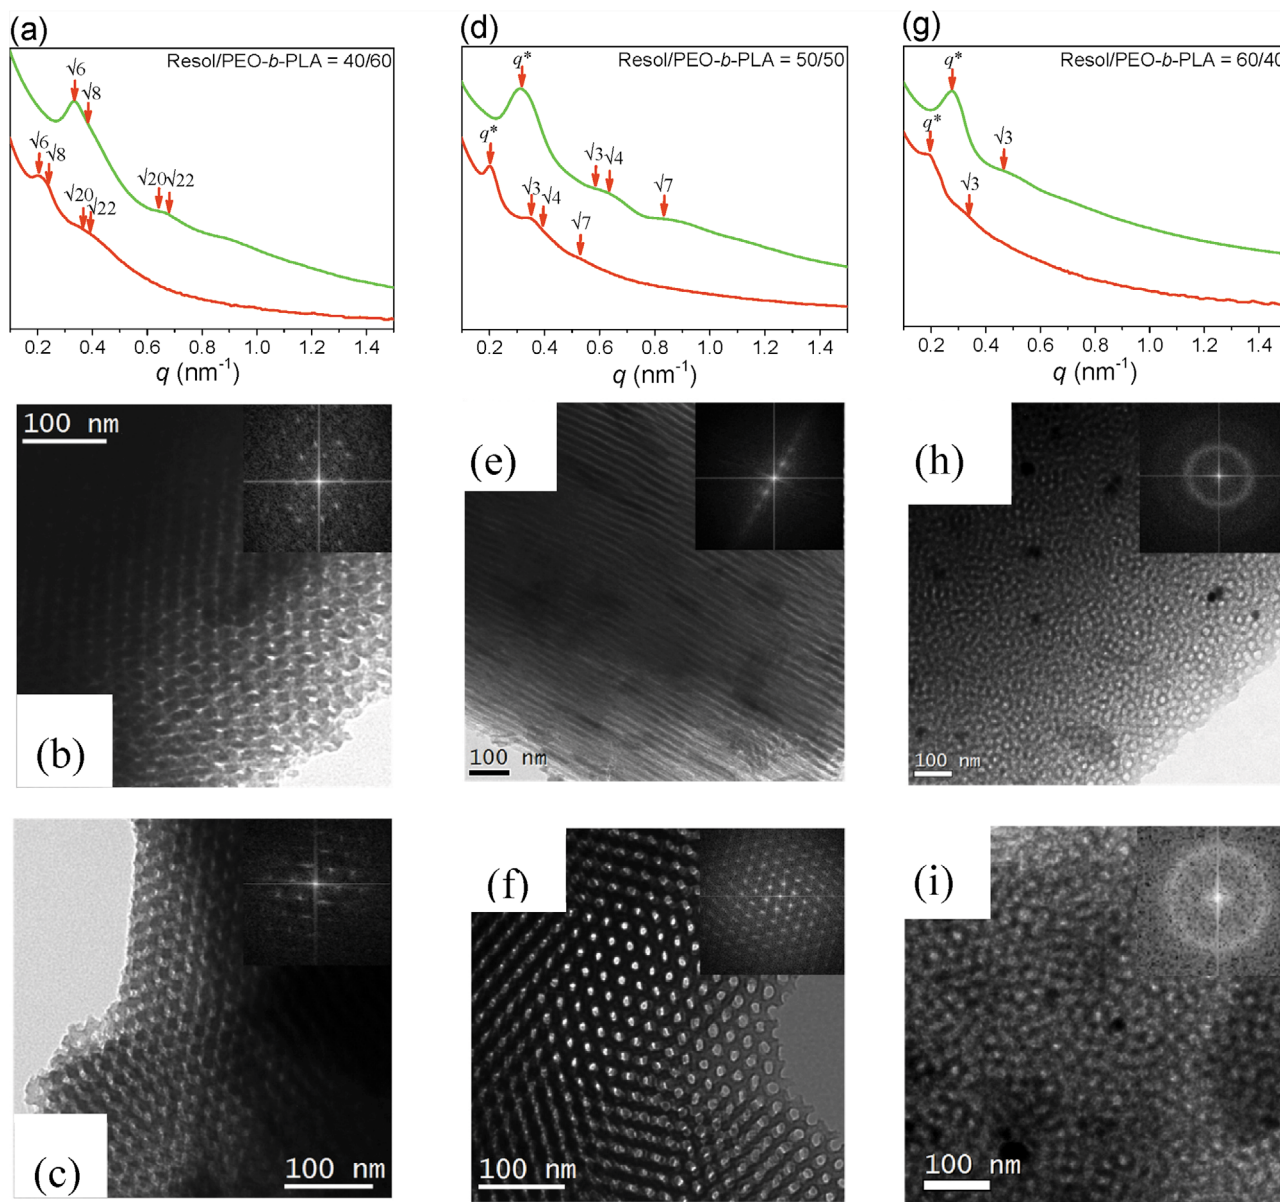 (a)
Resol/PEO-b-PLA = 40/60
√6
√8
√6
√8
√20
√22
√20
√22
0.2 0.4 0.6 0.8 1.0 1.2 1.4
q (nm⁻¹)
(d)
Resol/PEO-b-PLA = 50/50
q*
q*
√3
√4
√7
√3
√4
√7
0.2 0.4 0.6 0.8 1.0 1.2 1.4
q (nm⁻¹)
(g)
Resol/PEO-b-PLA = 60/40
q*
q*
√3
√3
0.2 0.4 0.6 0.8 1.0 1.2 1.4
q (nm⁻¹)
100 nm
(b)
(e)
100 nm
(h)
100 nm
(c)
100 nm
(f)
100 nm
(i)
100 nm